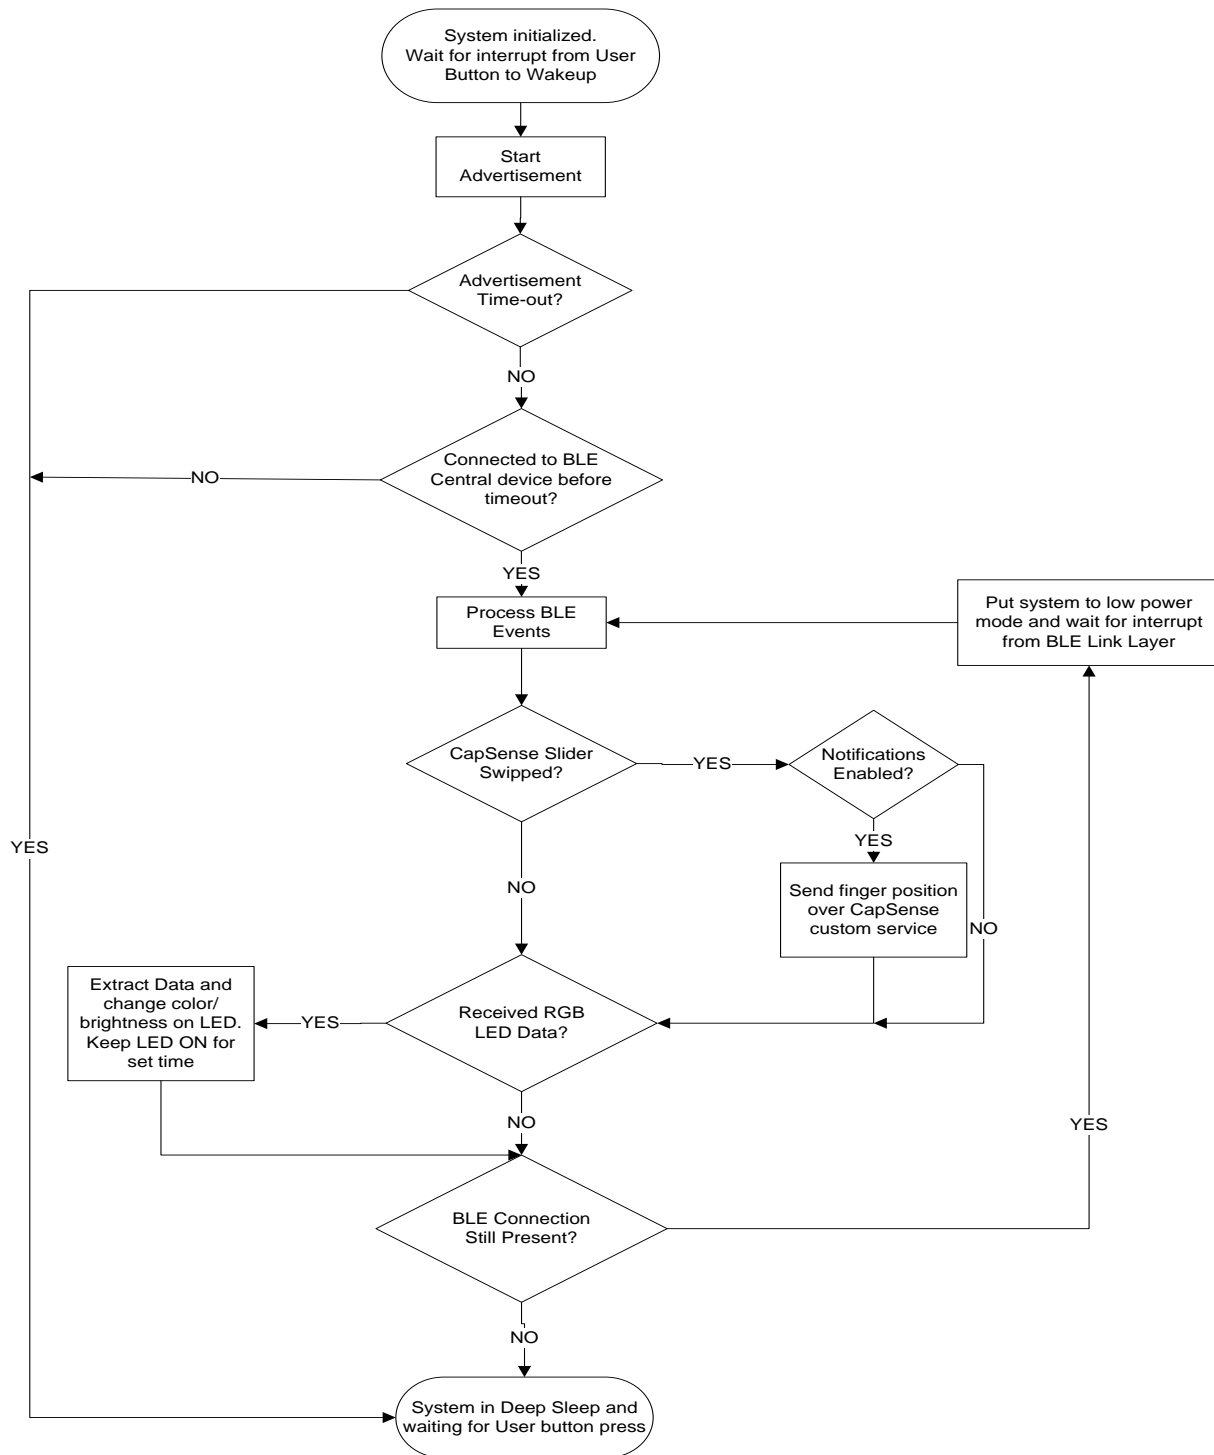 System initialized.
Wait for interrupt from User
Button to Wakeup
Start
Advertisement
Advertisement
Time-out?
NO
Connected to BLE
Central device before
timeout?
NO
YES
Process BLE
Events
Put system to low power
mode and wait for interrupt
from BLE Link Layer
CapSense Slider
Swipped?
YES
Notifications
Enabled?
YES
YES
NO
Send finger position
over CapSense
custom service
NO
Extract Data and
change color/
brightness on LED.
Keep LED ON for
set time
YES
Received RGB
LED Data?
NO
YES
BLE Connection
Still Present?
NO
System in Deep Sleep and
waiting for User button press